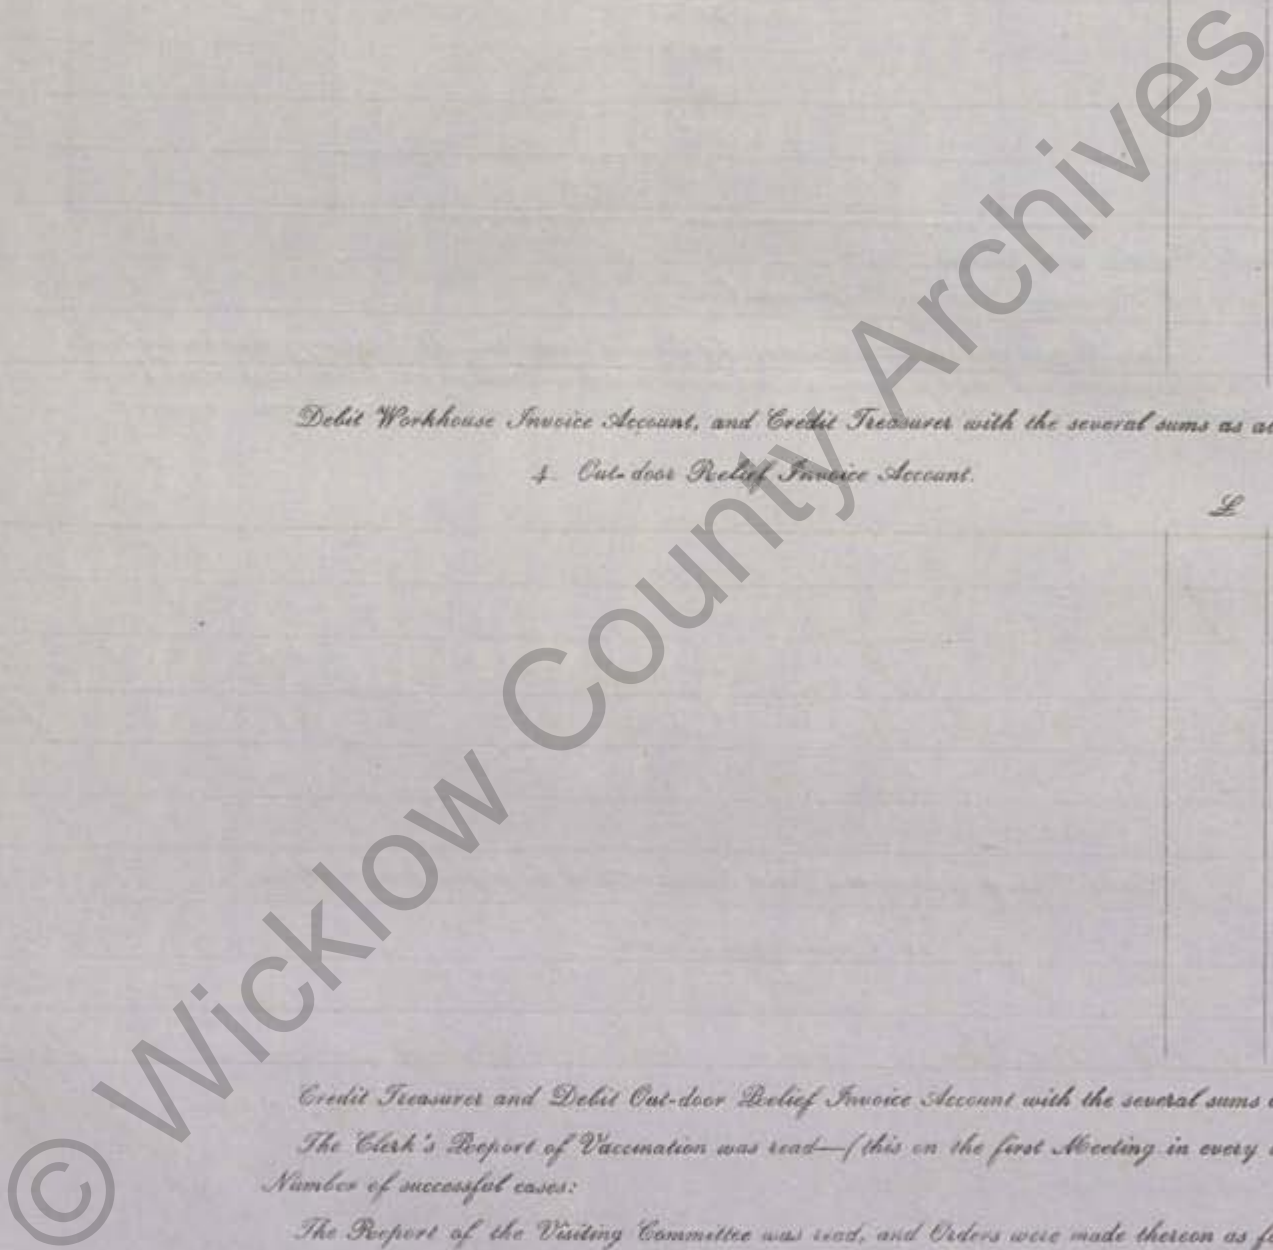 Debit Workhouse Invoice Account, and Credit Treasurer with the several sums as
4. Out-door Relief Invoice Account.
£
Credit Treasurer and Debit Out-door Relief Invoice Account with the several sums
The Clerk's Report of Vaccination was read—(this on the first Meeting in every
Number of successful cases:
The Report of the Visiting Committee was read, and Orders were made thereon as
© Wicklow County Archives